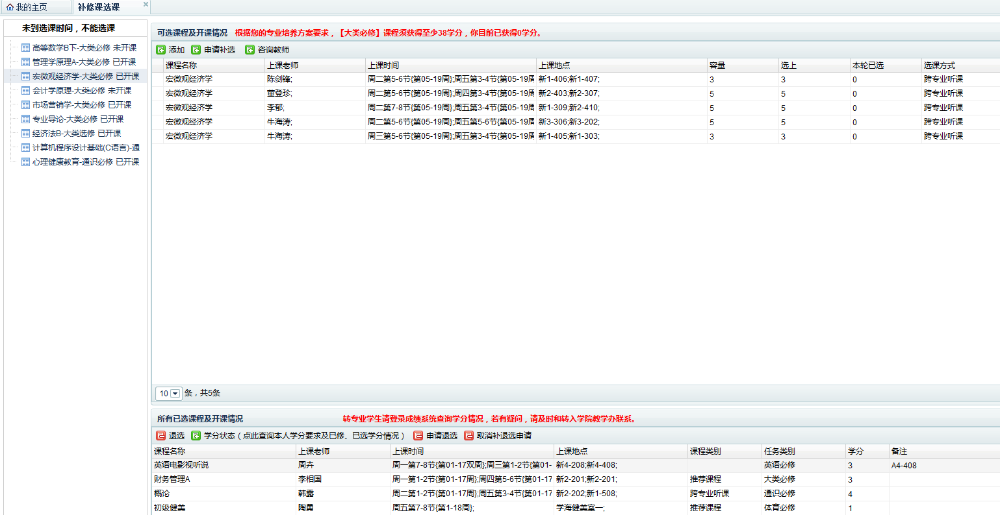 我的主页
补修课选课
未到选课时间，不能选课
高等数学B下-大类必修 未开课
管理学原理A-大类必修 已开课
宏微观经济学-大类必修 已开课
会计学原理-大类必修 未开课
市场营销学-大类必修 已开课
专业导论-大类必修 已开课
经济法B-大类选修 已开课
计算机程序设计基础(C语言)-通
心理健康教育-通识必修 已开课
可选课程及开课情况 根据您的专业培养方案要求，【大类必修】课程须获得至少38学分，你目前已获得0学分。
添加 申请补选 咨询教师
课程名称 上课老师 上课时间 上课地点 容量 选上 本轮已选 选课方式
宏微观经济学 陈剑锋; 周二第5-6节{第05-19周};周五第3-4节{第05-19周 新1-406;新1-407; 3 3 0 跨专业听课
宏微观经济学 董登珍; 周二第5-6节{第05-19周};周四第3-4节{第05-19周 新2-403;新2-307; 5 5 0 跨专业听课
宏微观经济学 李郁; 周二第7-8节{第05-19周};周五第3-4节{第05-19周 新1-309;新2-410; 5 5 0 跨专业听课
宏微观经济学 牛海涛; 周二第5-6节{第05-19周};周五第5-6节{第05-19周 新3-306;新3-202; 5 5 0 跨专业听课
宏微观经济学 牛海涛; 周三第5-6节{第05-19周};周五第3-4节{第05-19周 新1-405;新1-303; 3 3 0 跨专业听课
10 条，共5条
所有已选课程及开课情况 转专业学生请登录成绩系统查询学分情况，若有疑问，请及时和转入学院教学办联系。
退选 学分状态（点此查询本人学分要求及已修、已选学分情况） 申请退选 取消补退选申请
课程名称 上课老师 上课时间 上课地点 课程类别 任务类别 学分 备注
英语电影视听说 周卉 周一第7-8节{第01-17双周};周三第1-2节{第01- 新4-208;新4-408; 英语必修 3 A4-408
财务管理A 李相国 周一第1-2节{第01-17周};周四第5-6节{第01-17 新2-201;新2-201; 推荐课程 大类必修 3
概论 韩露 周二第1-2节{第01-17周};周五第3-4节{第01-17 新2-202;新1-508; 跨专业听课 通识必修 4
初级健美 陶勇 周五第7-8节{第1-18周}; 学海健美室一; 推荐课程 体育必修 1